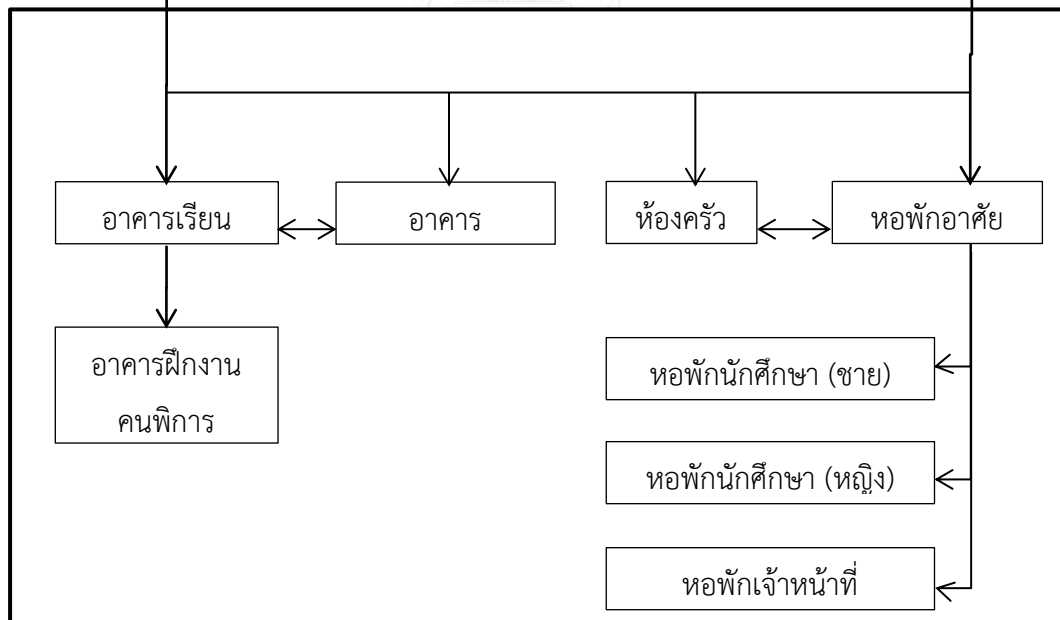 อาคารเรียน
อาคาร
ห้องครัว
หอพักอาศัย
อาคารฝึกงาน
คนพิการ
หอพักนักศึกษา (ชาย)
หอพักนักศึกษา (หญิง)
หอพักเจ้าหน้าที่